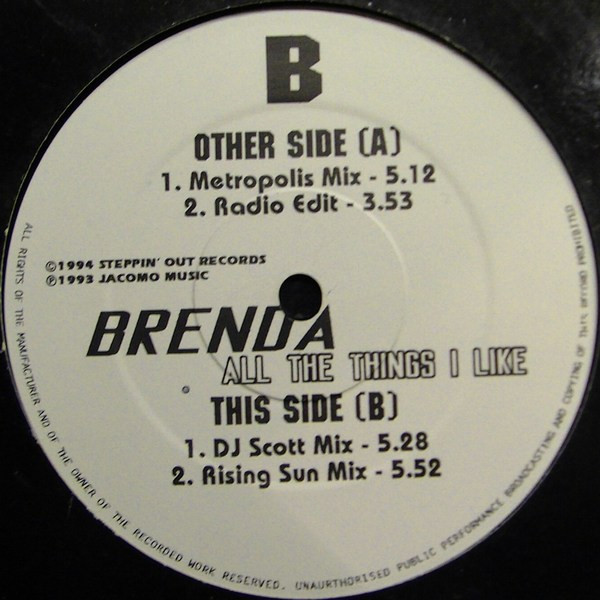 B
OTHER SIDE (A)
1. Metropolis Mix - 5.12
2. Radio Edit - 3.53
©1994 STEPPIN' OUT RECORDS
℗1993 JACOMO MUSIC
BRENDA
ALL THE THINGS I LIKE
THIS SIDE (B)
1. DJ Scott Mix - 5.28
2. Rising Sun Mix - 5.52
ALL RIGHTS OF THE MANUFACTURER AND OF THE OWNER OF THE RECORDED WORK RESERVED. UNAUTHORISED PUBLIC PERFORMANCE BROADCASTING AND COPYING OF THIS RECORD PROHIBITED